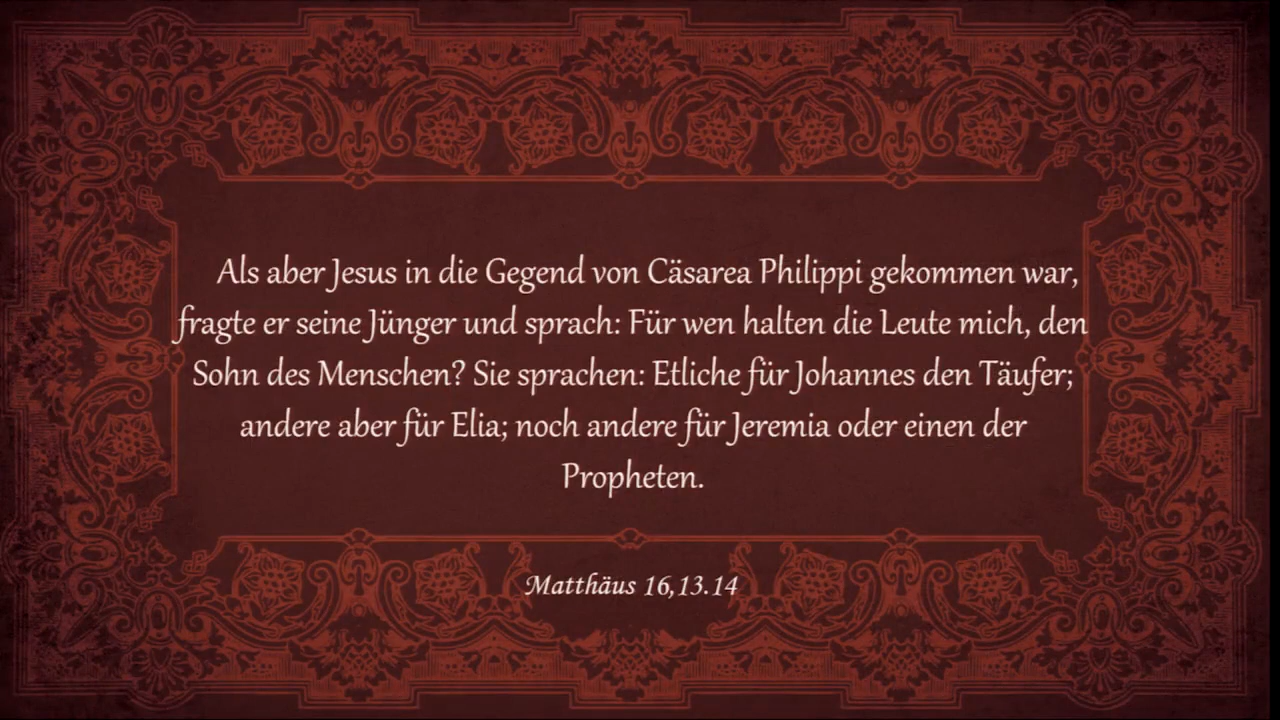 Als aber Jesus in die Gegend von Cäsarea Philippi gekommen war,
fragte er seine Jünger und sprach: Für wen halten die Leute mich, den
Sohn des Menschen? Sie sprachen: Etliche für Johannes den Täufer;
andere aber für Elia; noch andere für Jeremia oder einen der
Propheten.
Matthäus 16,13.14